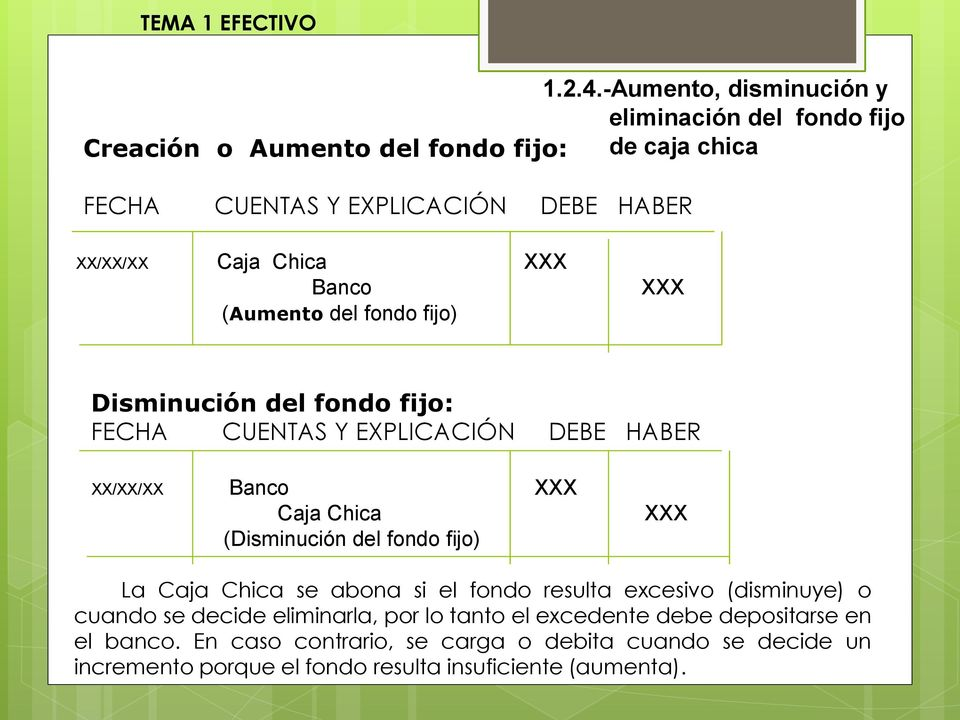 TEMA 1 EFECTIVO
1.2.4.-Aumento, disminución y
eliminación del fondo fijo
de caja chica
Creación o Aumento del fondo fijo:
FECHA CUENTAS Y EXPLICACIÓN DEBE HABER
XX/XX/XX Caja Chica XXX
Banco XXX
(Aumento del fondo fijo)
Disminución del fondo fijo:
FECHA CUENTAS Y EXPLICACIÓN DEBE HABER
XX/XX/XX Banco XXX
Caja Chica XXX
(Disminución del fondo fijo)
La Caja Chica se abona si el fondo resulta excesivo (disminuye) o
cuando se decide eliminarla, por lo tanto el excedente debe depositarse en
el banco. En caso contrario, se carga o debita cuando se decide un
incremento porque el fondo resulta insuficiente (aumenta).